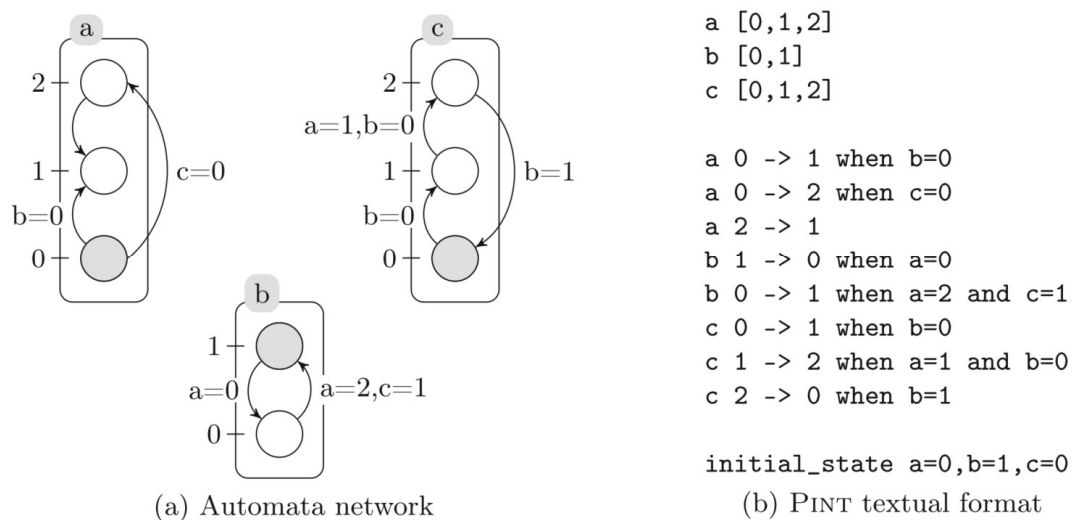 a
2
1
0
b=0
c=0
c
2
1
0
a=1,b=0
b=0
b=1
b
1
0
a=0
a=2,c=1
(a) Automata network
a [0,1,2]
b [0,1]
c [0,1,2]
a 0 -> 1 when b=0
a 0 -> 2 when c=0
a 2 -> 1
b 1 -> 0 when a=0
b 0 -> 1 when a=2 and c=1
c 0 -> 1 when b=0
c 1 -> 2 when a=1 and b=0
c 2 -> 0 when b=1
initial_state a=0,b=1,c=0
(b) PINT textual format